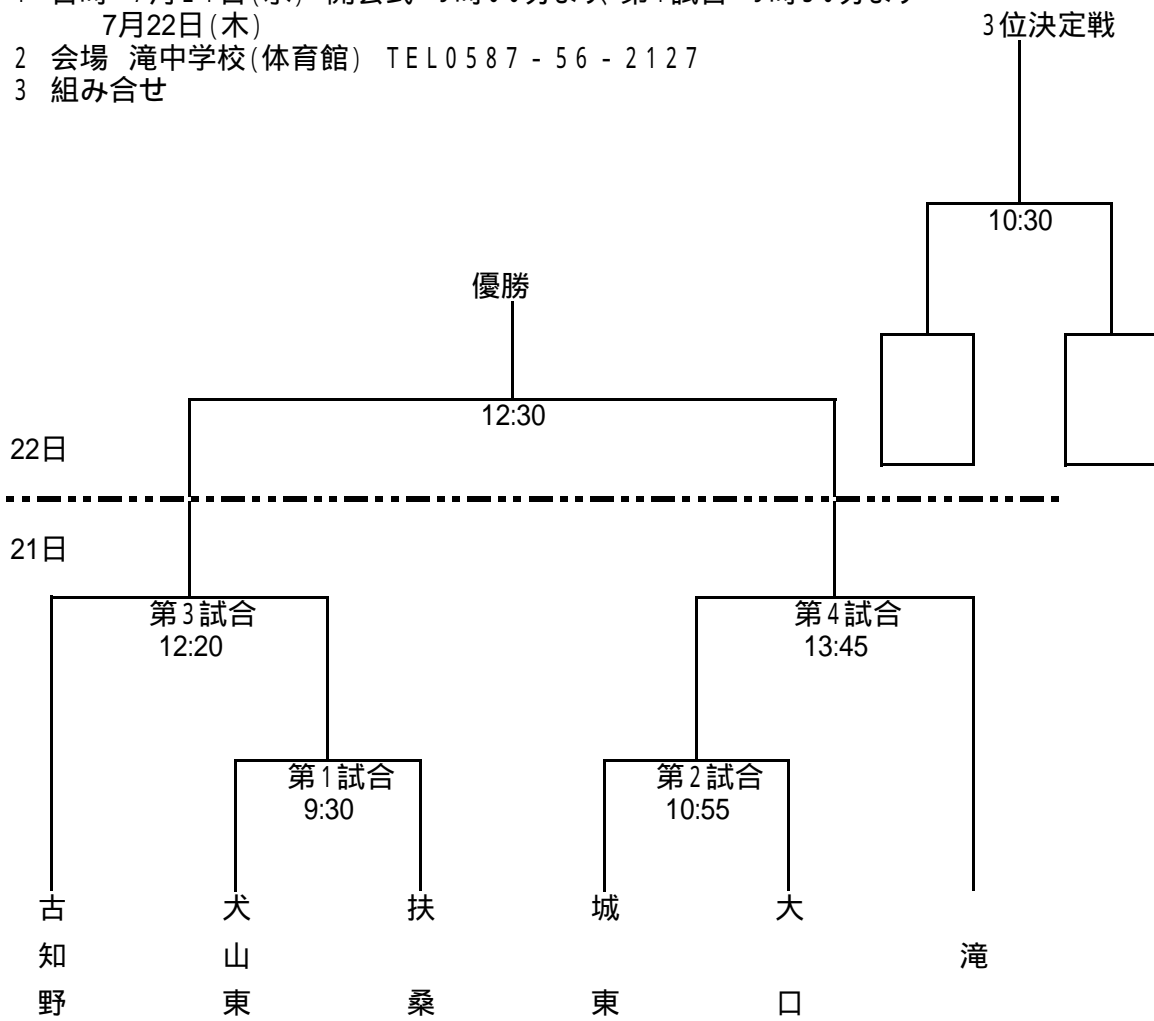 7月22日(木)
2 会場 滝中学校(体育館) TEL0587-56-2127
3 組み合せ
3位決定戦
10:30
優勝
12:30
22日
21日
第3試合
12:20
第4試合
13:45
第1試合
9:30
第2試合
10:55
古知野
犬山東
扶桑
城東
大口
滝